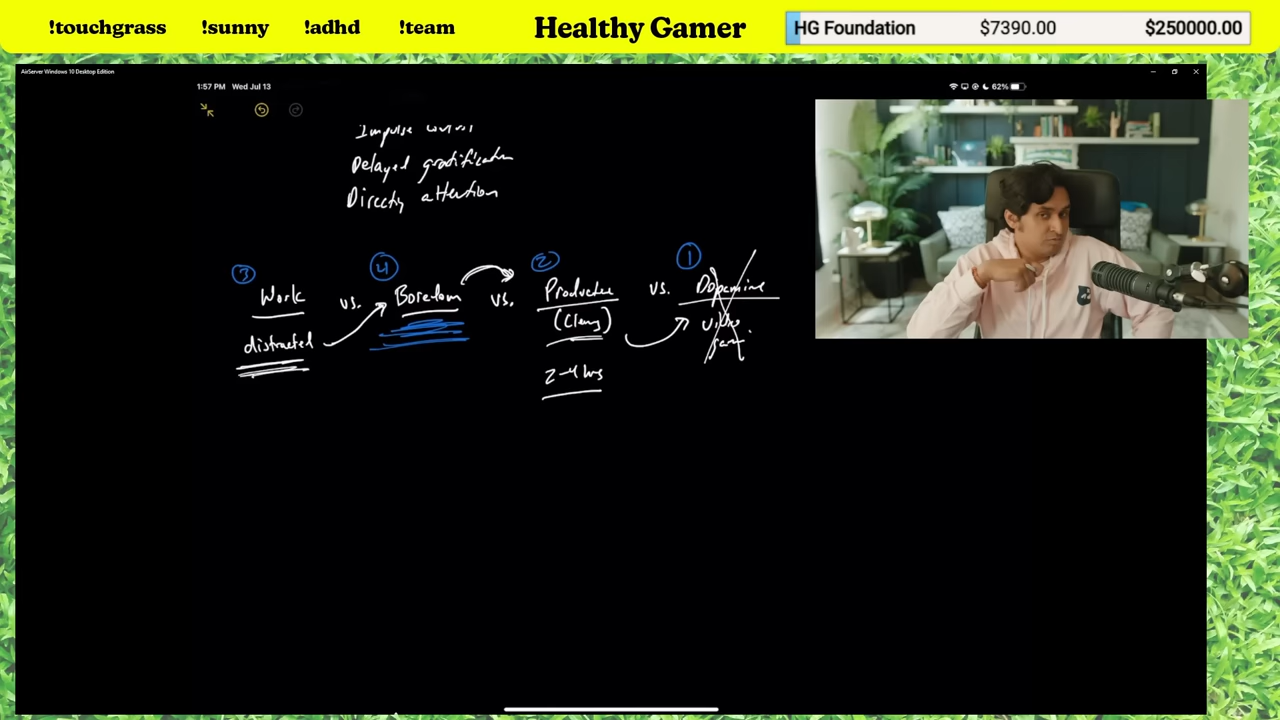 !touchgrass !sunny !adhd !team
Healthy Gamer
HG Foundation $7390.00 $250000.00
AirServer Windows 10 Desktop Edition
1:57 PM Wed Jul 13
62%
Impulse control
Delayed gratification
Directing attention
3 4 2 1
Work vs. Boredom vs. Productive vs. Dopamine
distracted
2-4 hrs